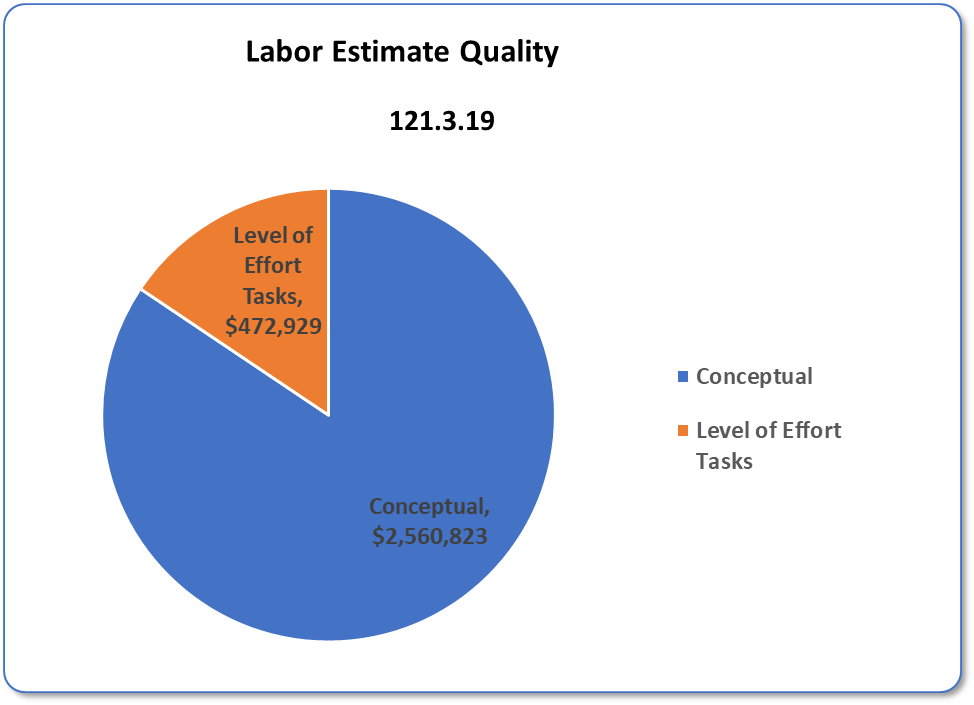 Labor Estimate Quality
121.3.19
Level of
Effort
Tasks,
$472,929
Conceptual,
$2,560,823
Conceptual
Level of Effort
Tasks